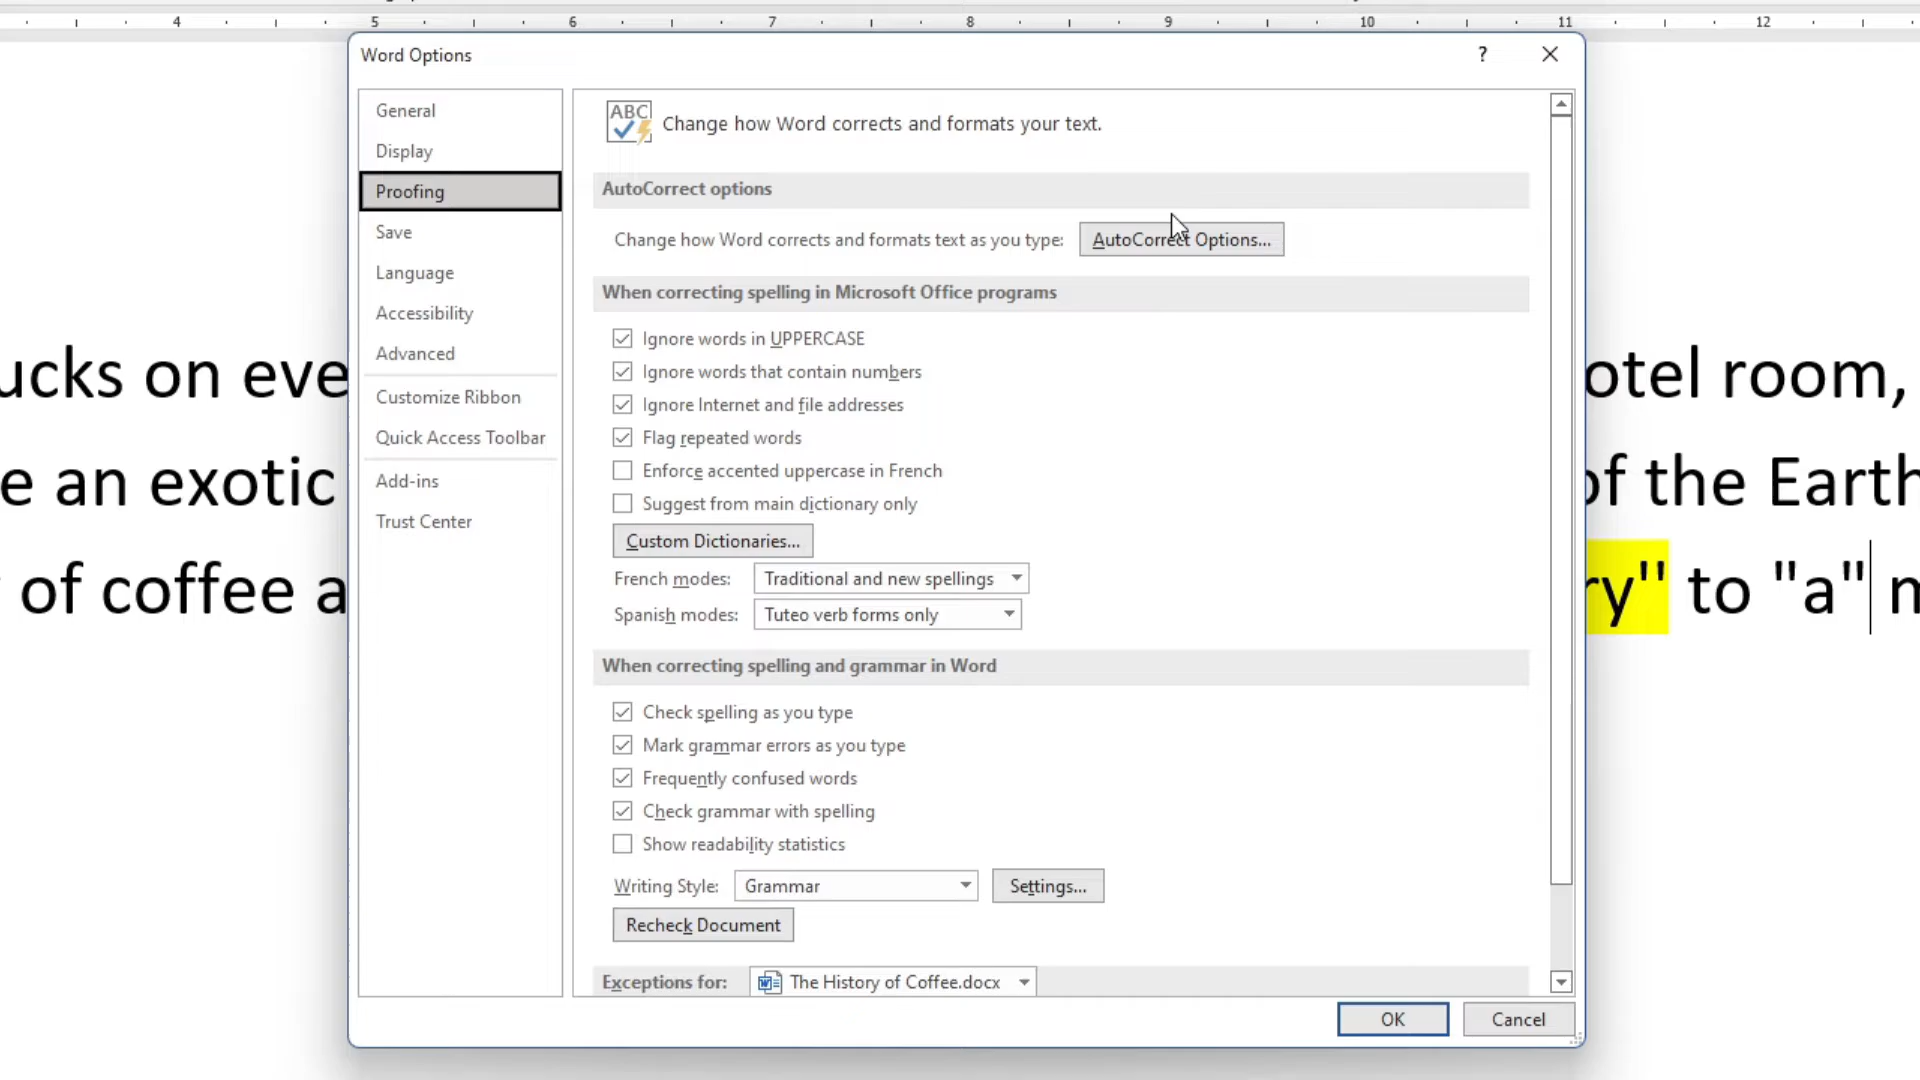 4 5 6 7 8 9 10 11 12
Word Options ?
General
Display
Proofing
Save
Language
Accessibility
Advanced
Customize Ribbon
Quick Access Toolbar
Add-ins
Trust Center
ABC Change how Word corrects and formats your text.
AutoCorrect options
Change how Word corrects and formats text as you type: AutoCorrect Options...
When correcting spelling in Microsoft Office programs
Ignore words in UPPERCASE
Ignore words that contain numbers
Ignore Internet and file addresses
Flag repeated words
Enforce accented uppercase in French
Suggest from main dictionary only
Custom Dictionaries...
French modes: Traditional and new spellings
Spanish modes: Tuteo verb forms only
When correcting spelling and grammar in Word
Check spelling as you type
Mark grammar errors as you type
Frequently confused words
Check grammar with spelling
Show readability statistics
Writing Style: Grammar Settings...
Recheck Document
Exceptions for: The History of Coffee.docx
OK Cancel
ucks on eve otel room,
e an exotic of the Earth
of coffee a ry" to "a" m